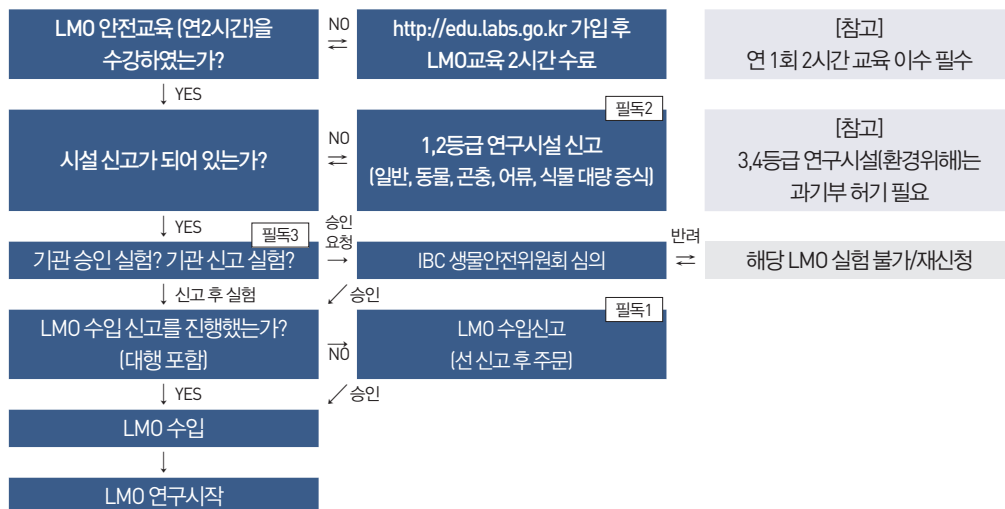 LMO 안전교육 (연2시간)을
수강하였는가?
NO
http://edu.labs.go.kr 가입 후
LMO교육 2시간 수료
[참고]
연 1회 2시간 교육 이수 필수
YES
시설 신고가 되어 있는가?
NO
필독2
1,2등급 연구시설 신고
(일반, 동물, 곤충, 어류, 식물 대량 증식)
[참고]
3,4등급 연구시설(환경위해)는
과기부 허기 필요
YES
필독3
기관 승인 실험? 기관 신고 실험?
승인
요청
IBC 생물안전위원회 심의
반려
해당 LMO 실험 불가/재신청
신고 후 실험
승인
LMO 수입 신고를 진행했는가?
(대행 포함)
NO
필독1
LMO 수입신고
(선 신고 후 주문)
YES
승인
LMO 수입
LMO 연구시작